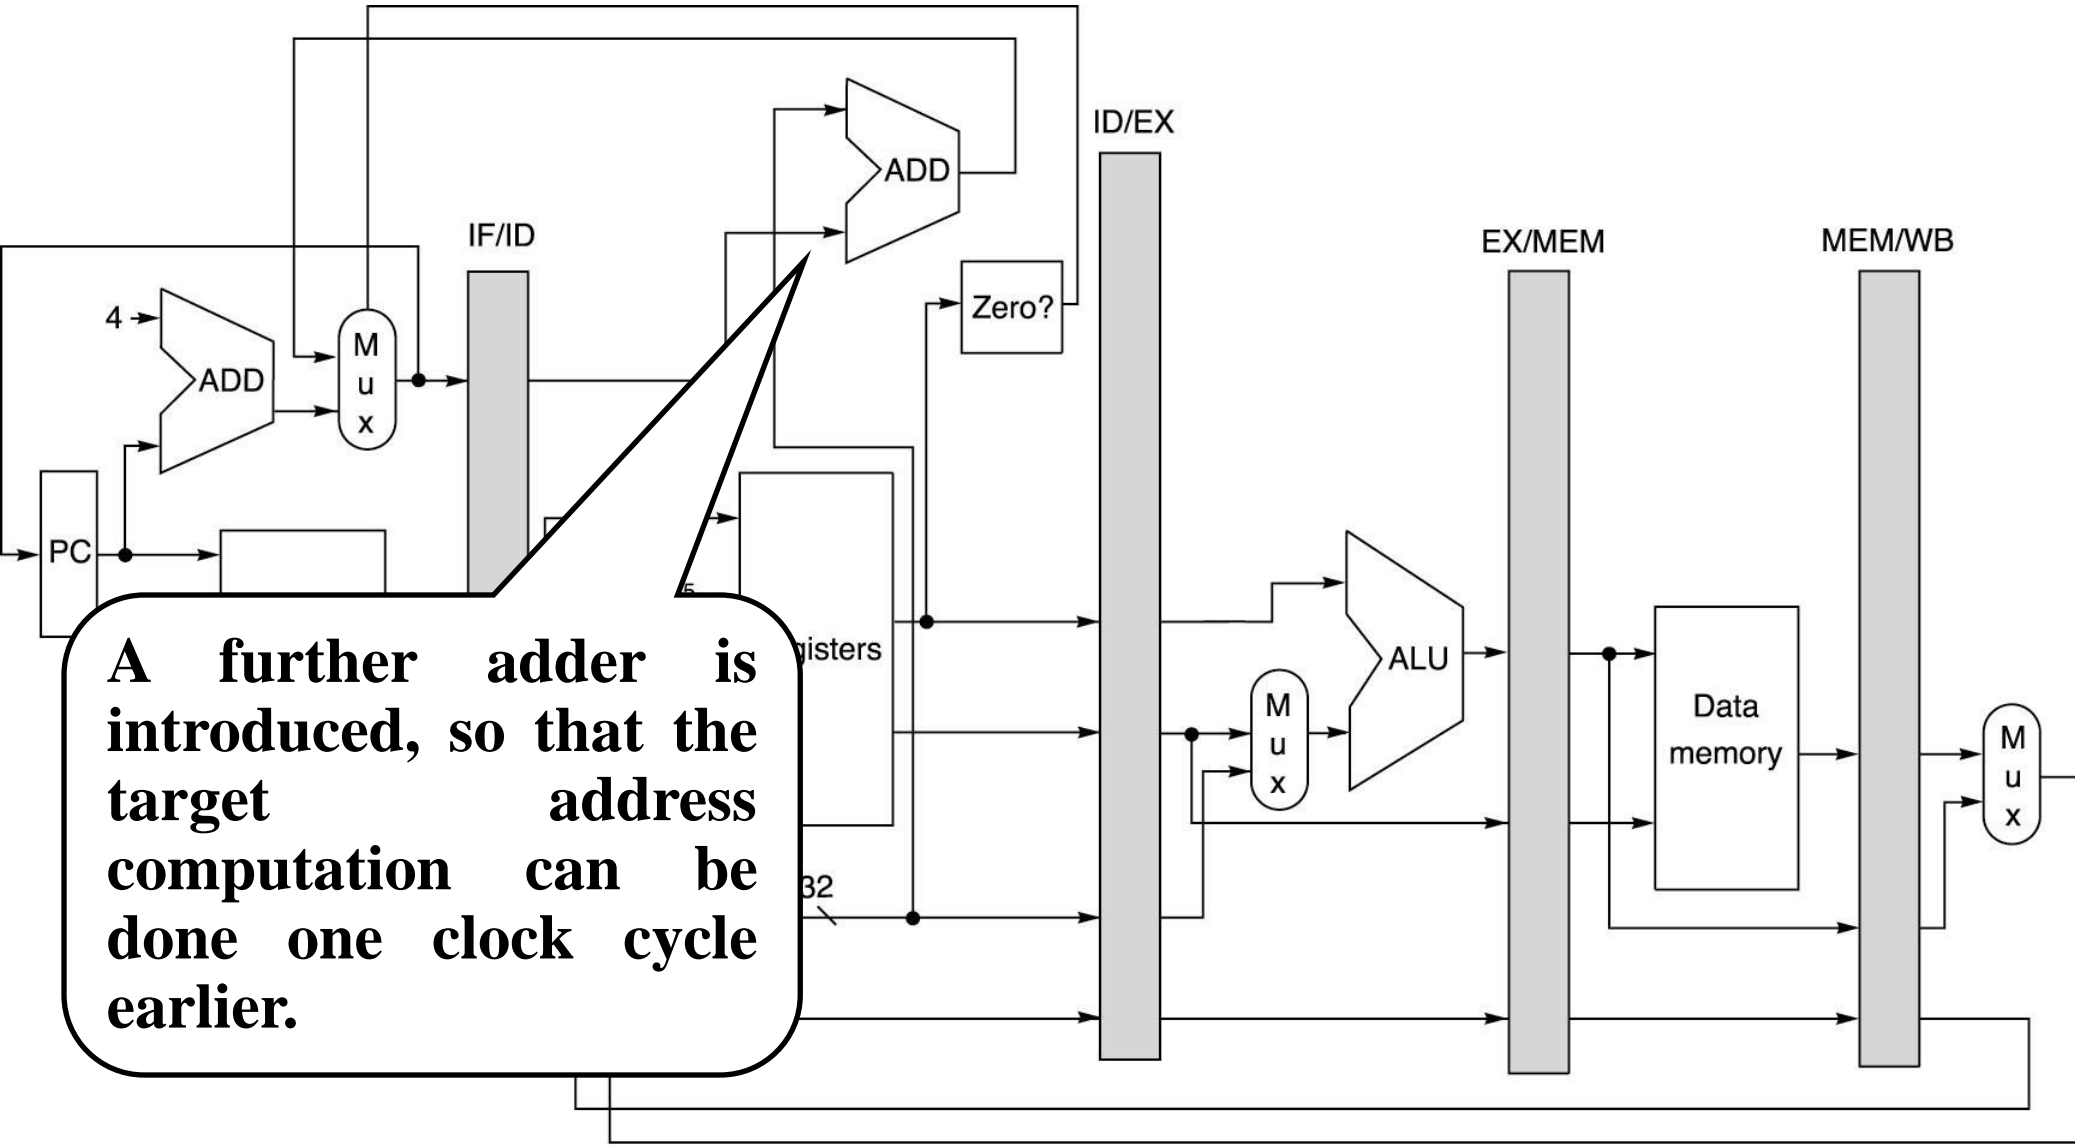 ID/EX
ADD
IF/ID
EX/MEM
MEM/WB
Zero?
4
M
u
x
ADD
PC
ALU
M
u
x
Data
memory
M
u
x
5
gisters
32
A further adder is
introduced, so that the
target address
computation can be
done one clock cycle
earlier.